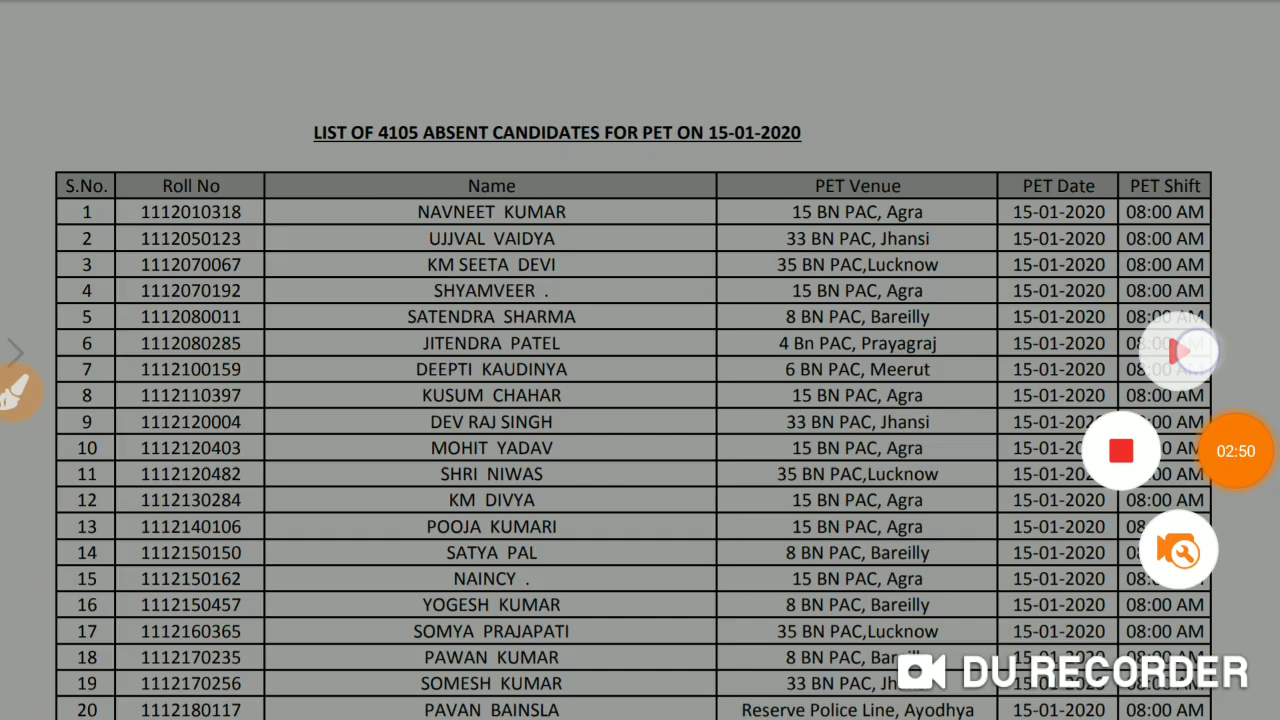 LIST OF 4105 ABSENT CANDIDATES FOR PET ON 15-01-2020
S.No. Roll No Name PET Venue PET Date PET Shift
1 1112010318 NAVNEET KUMAR 15 BN PAC, Agra 15-01-2020 08:00 AM
2 1112050123 UJJVAL VAIDYA 33 BN PAC, Jhansi 15-01-2020 08:00 AM
3 1112070067 KM SEETA DEVI 35 BN PAC,Lucknow 15-01-2020 08:00 AM
4 1112070192 SHYAMVEER . 15 BN PAC, Agra 15-01-2020 08:00 AM
5 1112080011 SATENDRA SHARMA 8 BN PAC, Bareilly 15-01-2020 08:00 AM
6 1112080285 JITENDRA PATEL 4 Bn PAC, Prayagraj 15-01-2020
7 1112100159 DEEPTI KAUDINYA 6 BN PAC, Meerut 15-01-2020 08:00 AM
8 1112110397 KUSUM CHAHAR 15 BN PAC, Agra 15-01-2020 08:00 AM
9 1112120004 DEV RAJ SINGH 33 BN PAC, Jhansi 08:00 AM
10 1112120403 MOHIT YADAV 15 BN PAC, Agra AM
02:50
11 1112120482 SHRI NIWAS 35 BN PAC,Lucknow AM
12 1112130284 KM DIVYA 15 BN PAC, Agra 15-01-2020 08:00 AM
13 1112140106 POOJA KUMARI 15 BN PAC, Agra 15-01-2020
14 1112150150 SATYA PAL 8 BN PAC, Bareilly 15-01-2020
15 1112150162 NAINCY . 15 BN PAC, Agra 15-01-2020
16 1112150457 YOGESH KUMAR 8 BN PAC, Bareilly 15-01-2020 08:00 AM
17 1112160365 SOMYA PRAJAPATI 35 BN PAC,Lucknow 15-01-2020 08:00 AM
18 1112170235 PAWAN KUMAR 8 BN PAC, 15-01-2020 08:00 AM
DU RECORDER
19 1112170256 SOMESH KUMAR 33 BN PAC,
20 1112180117 PAVAN BAINSLA Reserve Police Line, Ayodhya 15-01-2020 08:00 AM